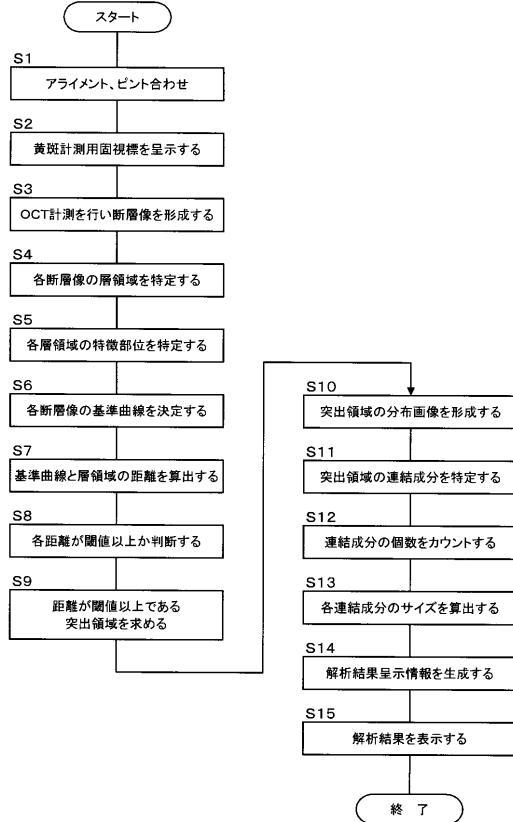 スタート
S1
アライメント、ピント合わせ
S2
黄斑計測用固視標を呈示する
S3
OCT計測を行い断層像を形成する
S4
各断層像の層領域を特定する
S5
各層領域の特徴部位を特定する
S6
各断層像の基準曲線を決定する
S7
基準曲線と層領域の距離を算出する
S8
各距離が閾値以上か判断する
S9
距離が閾値以上である
突出領域を求める
S10
突出領域の分布画像を形成する
S11
突出領域の連結成分を特定する
S12
連結成分の個数をカウントする
S13
各連結成分のサイズを算出する
S14
解析結果呈示情報を生成する
S15
解析結果を表示する
終 了